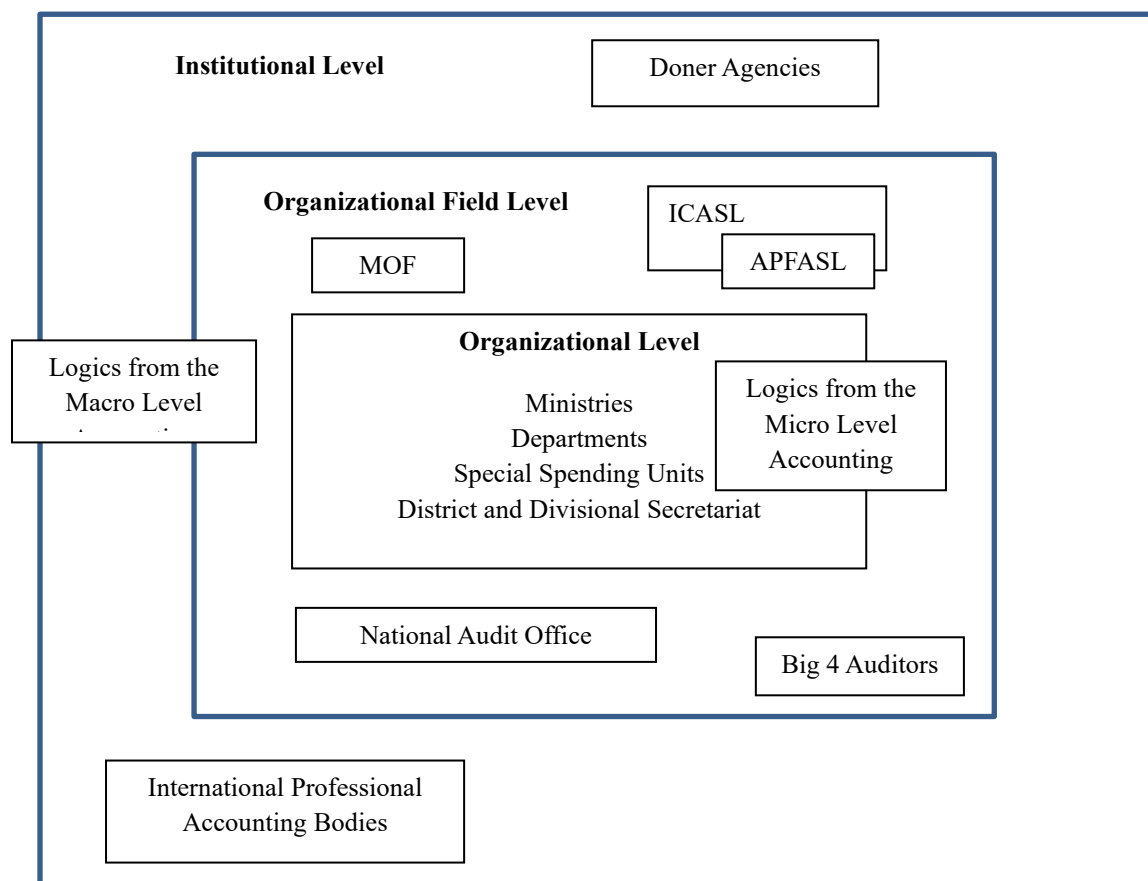 Institutional Level
Doner Agencies
Organizational Field Level
ICASL
APFASL
MOF
Organizational Level
Ministries
Departments
Special Spending Units
District and Divisional Secretariat
Logics from the
Macro Level
Logics from the
Micro Level
Accounting
National Audit Office
Big 4 Auditors
International Professional
Accounting Bodies